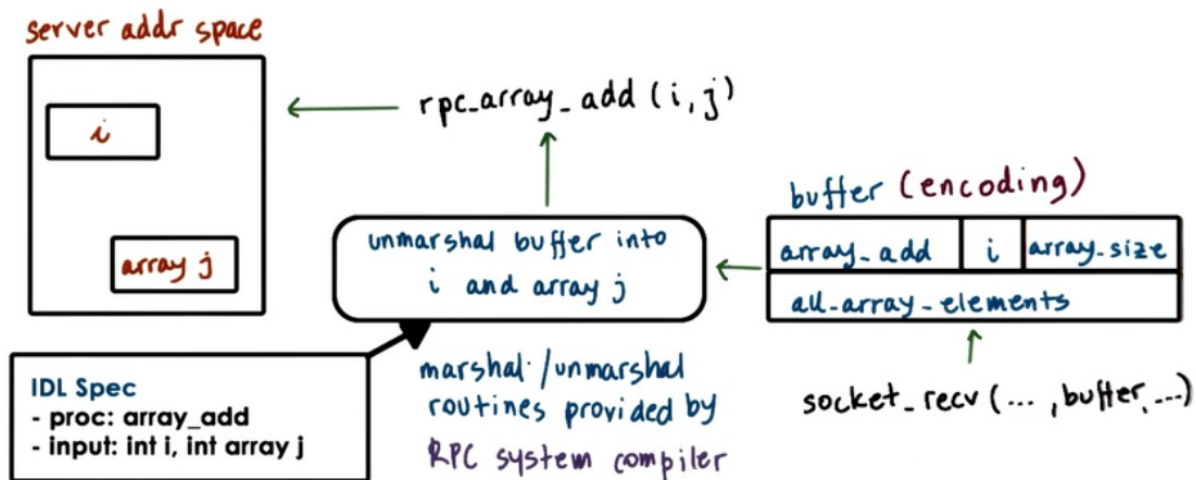 server addr space
i
array j
rpc_array_add (i, j)
unmarshal buffer into
i and array j
buffer (encoding)
array_add i array_size
all_array_elements
socket_recv (... , buffer, ...)
IDL Spec
- proc: array_add
- input: int i, int array j
marshal/unmarshal
routines provided by
RPC system compiler